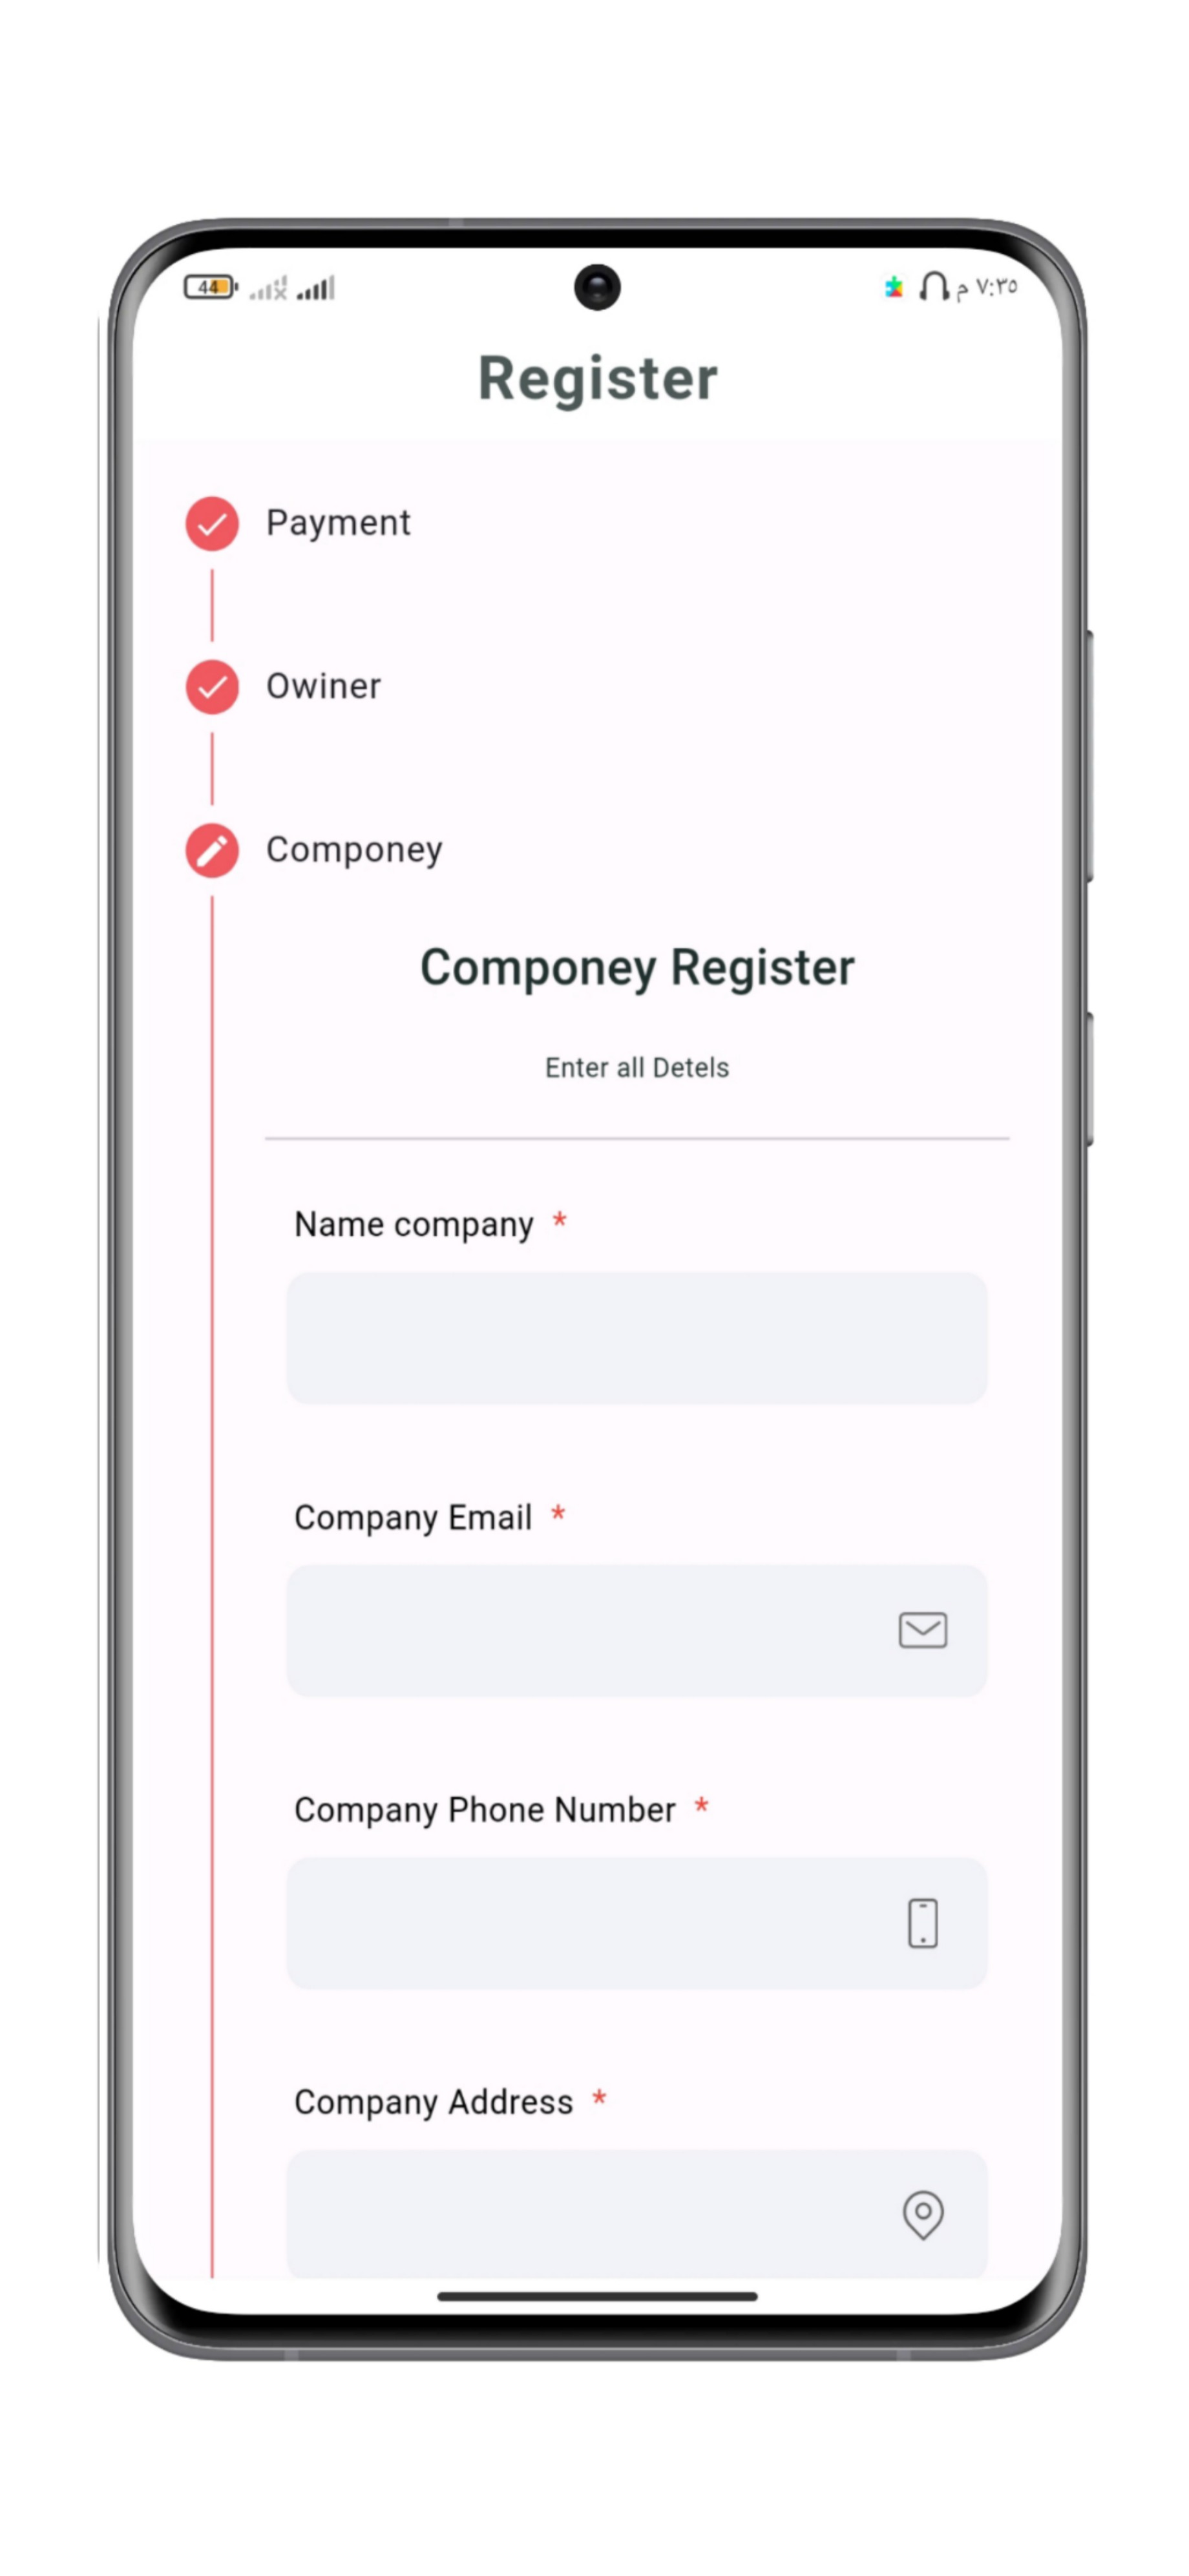 44
م ٧:٣٥
Register
Payment
Owiner
Componey
Componey Register
Enter all Detels
Name company *
Company Email *
Company Phone Number *
Company Address *